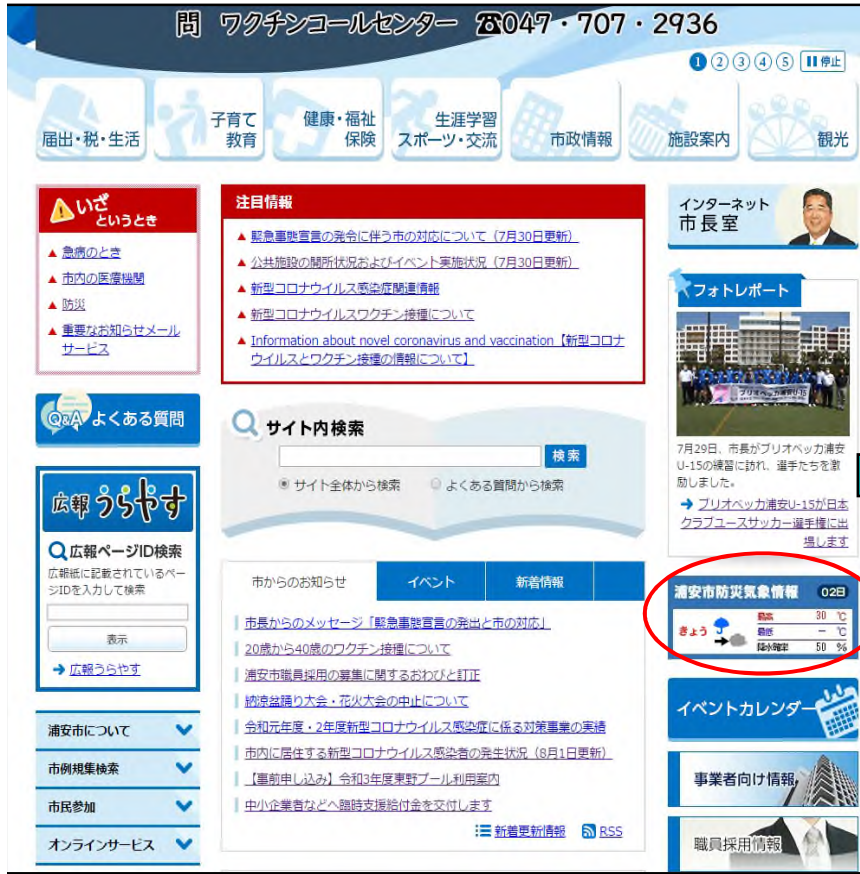 問 ワクチンコールセンター ☎047・707・2936
1 2 3 4 5 停止
届出・税・生活
子育て
教育
健康・福祉
保険
生涯学習
スポーツ・交流
市政情報
施設案内
観光
いざ
というとき
▲ 急病のとき
▲ 市内の医療機関
▲ 防災
▲ 重要なお知らせメール
サービス
Q&A よくある質問
広報 うらやす
広報ページID検索
広報紙に記載されているペー
ジIDを入力して検索
表示
→ 広報うらやす
浦安市について
市例規集検索
市民参加
オンラインサービス
注目情報
▲ 緊急事態宣言の発令に伴う市の対応について（7月30日更新）
▲ 公共施設の開所状況およびイベント実施状況（7月30日更新）
▲ 新型コロナウイルス感染症関連情報
▲ 新型コロナウイルスワクチン接種について
▲ Information about novel coronavirus and vaccination【新型コロナ
ウイルスとワクチン接種の情報について】
サイト内検索
検索
サイト全体から検索 よくある質問から検索
市からのお知らせ イベント 新着情報
市長からのメッセージ「緊急事態宣言の発出と市の対応」
20歳から40歳のワクチン接種について
浦安市職員採用の募集に関するおわびと訂正
納涼盆踊り大会・花火大会の中止について
令和元年度・2年度新型コロナウイルス感染症に係る対策事業の実績
市内に居住する新型コロナウイルス感染者の発生状況（8月1日更新）
【事前申し込み】令和3年度東野プール利用案内
中小企業者などへ臨時支援給付金を交付します
新着更新情報 RSS
インターネット
市長室
フォトレポート
ブリオベッカ浦安U-15
7月29日、市長がブリオベッカ浦安
U-15の練習に訪れ、選手たちを激
励しました。
→ ブリオベッカ浦安U-15が日本
クラブユースサッカー選手権に出
場します
浦安市防災気象情報 02日
きょう
最高 30 ℃
最低 － ℃
降水確率 50 %
イベントカレンダー
事業者向け情報
職員採用情報